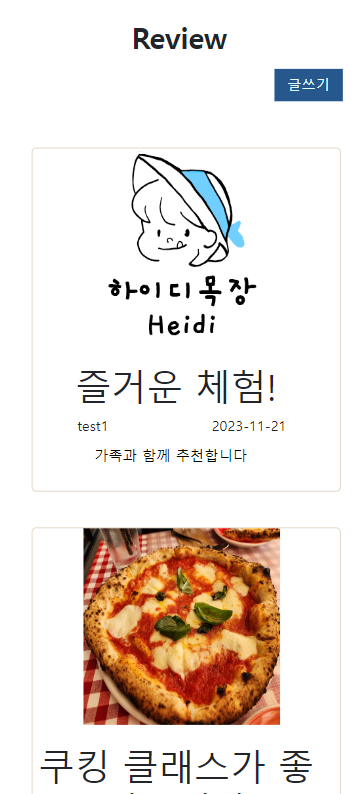 Review
글쓰기
하이디목장
Heidi
즐거운 체험!
test1 2023-11-21
가족과 함께 추천합니다
쿠킹 클래스가 좋